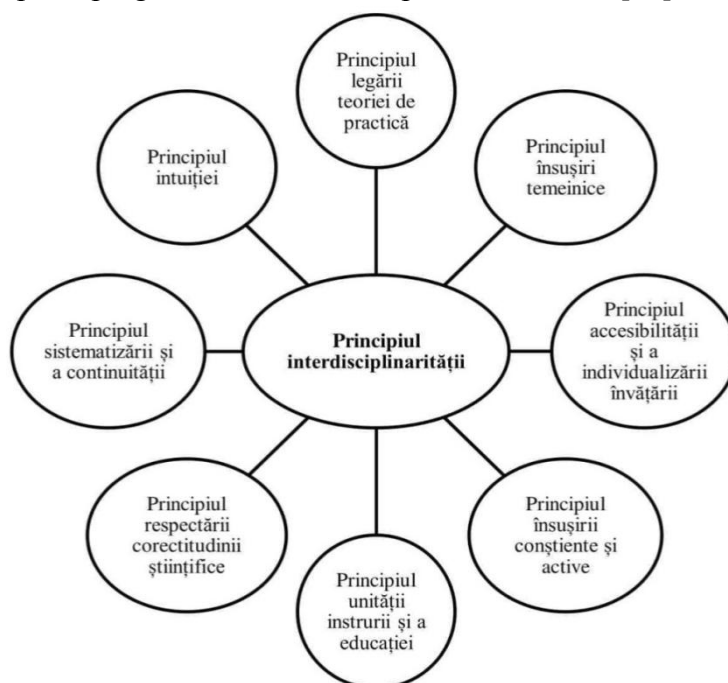 Principiul
legării
teoriei de
practică
Principiul
intuiției
Principiul
însușiri
temeinice
Principiul
sistematizării și
a continuității
Principiul
interdisciplinarității
Principiul
accesibilității
și a
individualizării
învățării
Principiul
respectării
corectitudinii
științifice
Principiul
unității
instrurii și a
educației
Principiul
însușirii
conștiente și
active